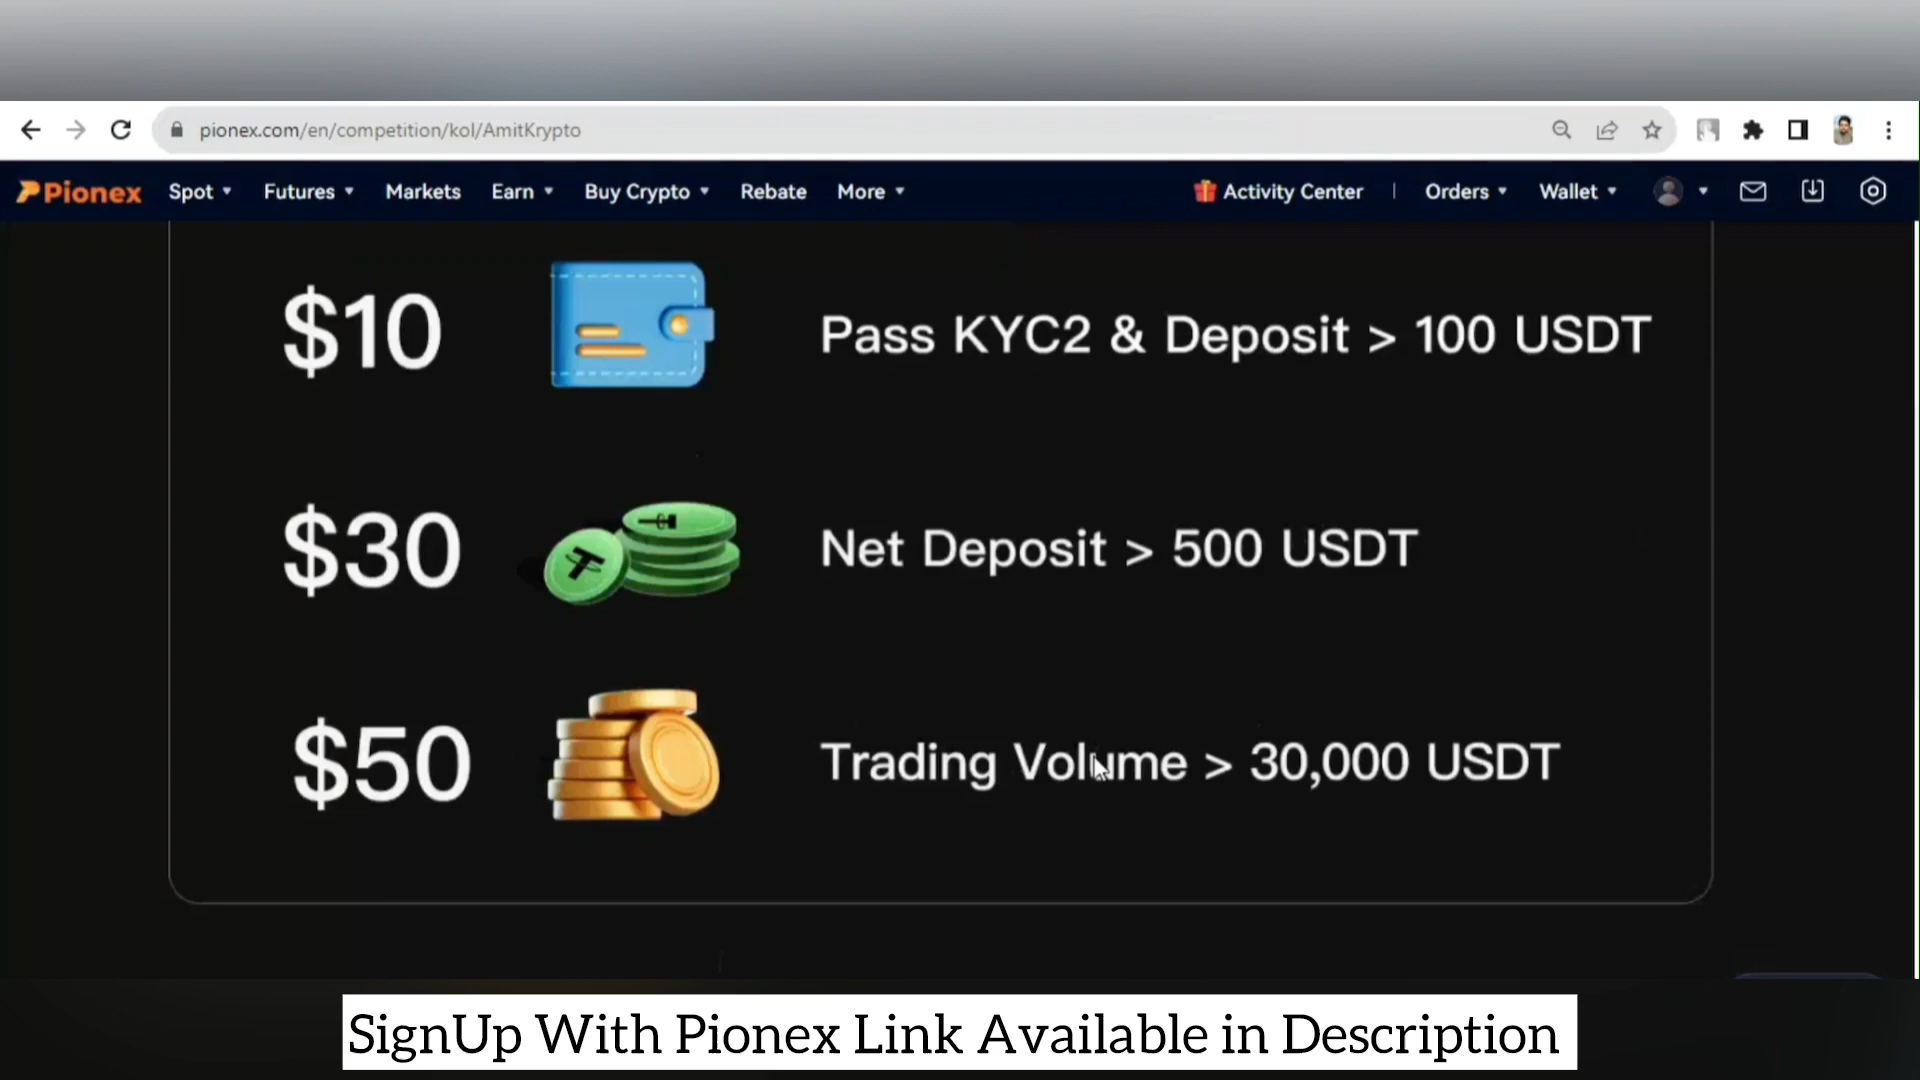 pionex.com/en/competition/kol/AmitKrypto
Pionex Spot Futures Markets Earn Buy Crypto Rebate More Activity Center Orders Wallet
$10 Pass KYC2 & Deposit > 100 USDT
$30 Net Deposit > 500 USDT
$50 Trading Volume > 30,000 USDT
SignUp With Pionex Link Available in Description